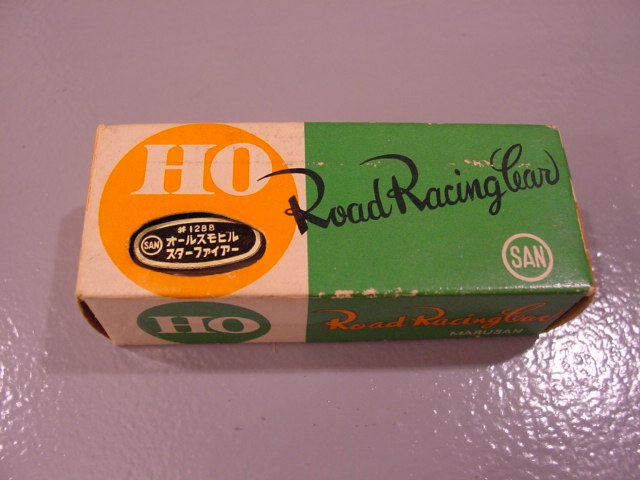 HO
Road Racing Car
#1288
SAN
オールズモビル
スターファイアー
SAN
HO
Road Racing Car
MARUSAN